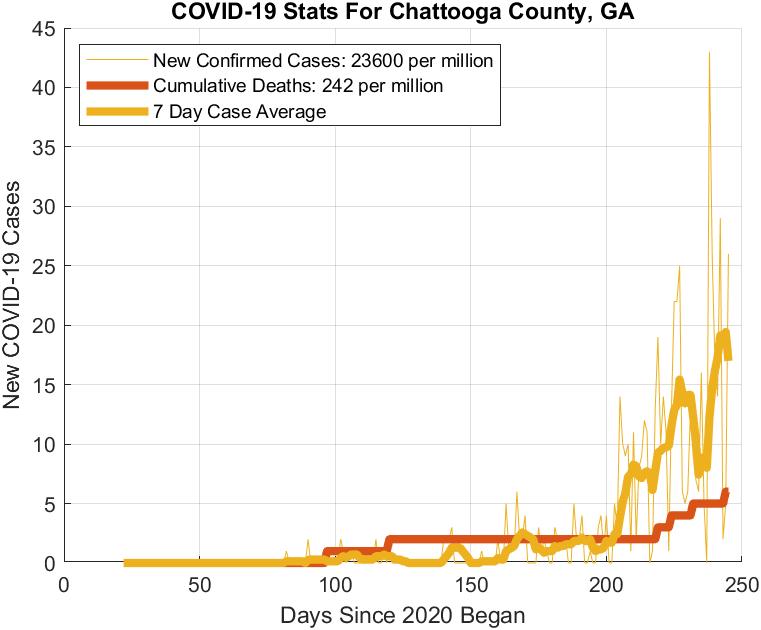 COVID-19 Stats For Chattooga County, GA
New Confirmed Cases: 23600 per million
Cumulative Deaths: 242 per million
7 Day Case Average
New COVID-19 Cases
45
40
35
30
25
20
15
10
5
0
0 50 100 150 200 250
Days Since 2020 Began